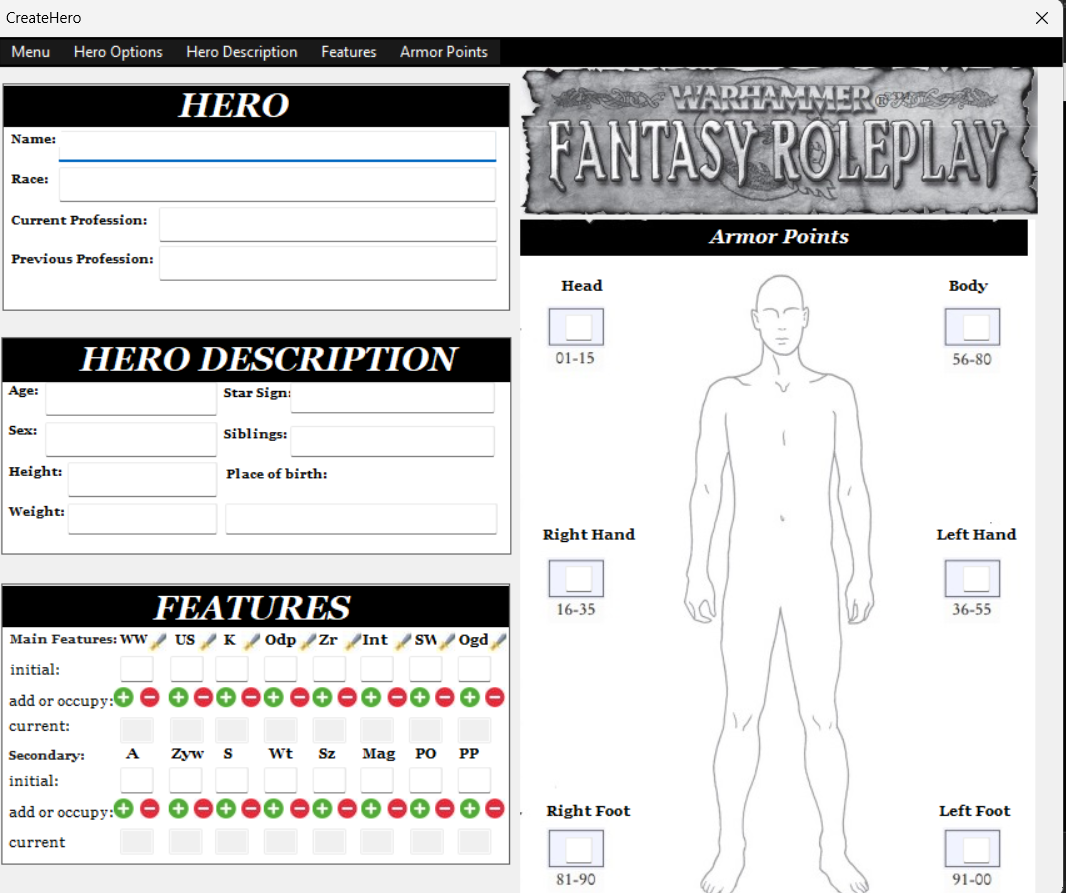 CreateHero
Menu Hero Options Hero Description Features Armor Points
HERO
Name:
Race:
Current Profession:
Previous Profession:
HERO DESCRIPTION
Age: Star Sign:
Sex: Siblings:
Height: Place of birth:
Weight:
FEATURES
Main Features: WW US K Odp Zr Int SW Ogd
initial:
add or occupy:
current:
Secondary: A Zyw S Wt Sz Mag PO PP
initial:
add or occupy:
current
WARHAMMER®
FANTASY ROLEPLAY
Armor Points
Head Body
01-15 56-80
Right Hand Left Hand
16-35 36-55
Right Foot Left Foot
81-90 91-00